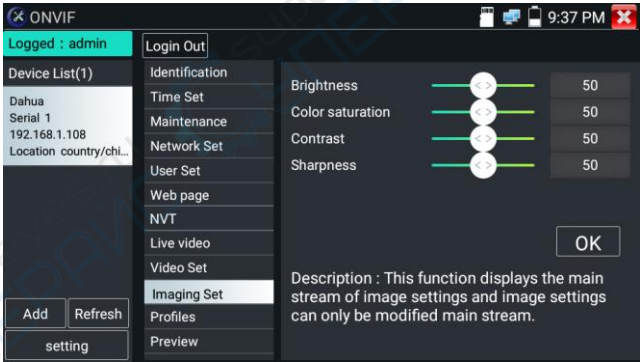 ONVIF
9:37 PM
Logged : admin
Login Out
Device List(1)
Dahua
Serial 1
192.168.1.108
Location country/chi...
Add
Refresh
setting
Identification
Time Set
Maintenance
Network Set
User Set
Web page
NVT
Live video
Video Set
Imaging Set
Profiles
Preview
Brightness 50
Color saturation 50
Contrast 50
Sharpness 50
OK
Description : This function displays the main
stream of image settings and image settings
can only be modified main stream.